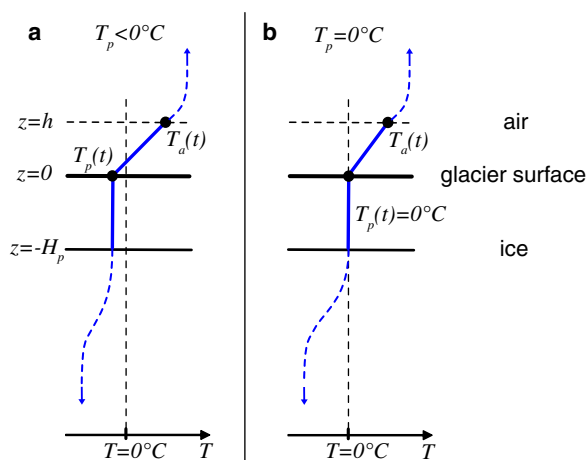 a
T_p<0°C
b
T_p=0°C
z=h
air
T_a(t)
T_a(t)
T_p(t)
z=0
glacier surface
T_p(t)=0°C
z=-H_p
ice
T=0°C
T
T=0°C
T